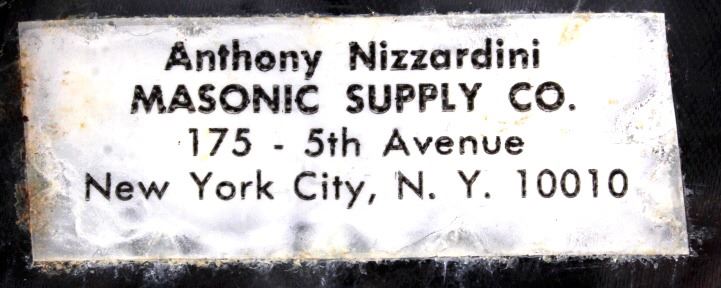 Anthony Nizzardini
MASONIC SUPPLY CO.
175 - 5th Avenue
New York City, N. Y. 10010